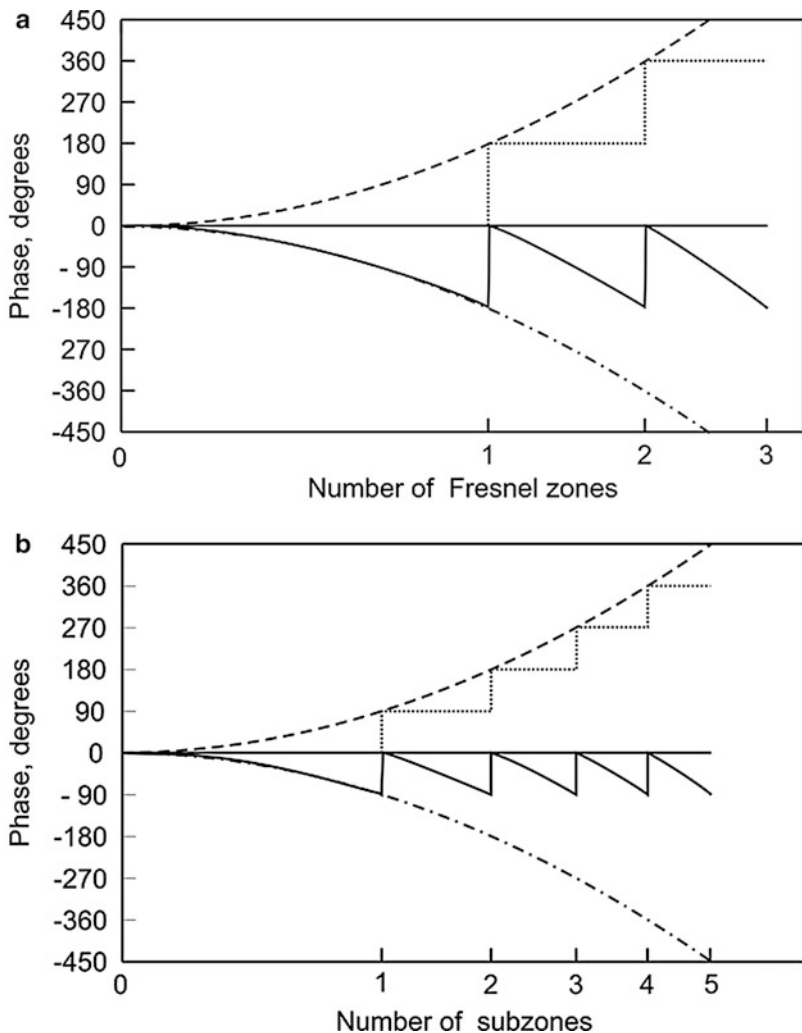 a
450
360
270
180
90
0
- 90
-180
270
-360
-450
Phase, degrees
0 1 2 3
Number of Fresnel zones
b
450
360
270
180
90
0
- 90
-180
-270
-360
-450
Phase, degrees
0 1 2 3 4 5
Number of subzones